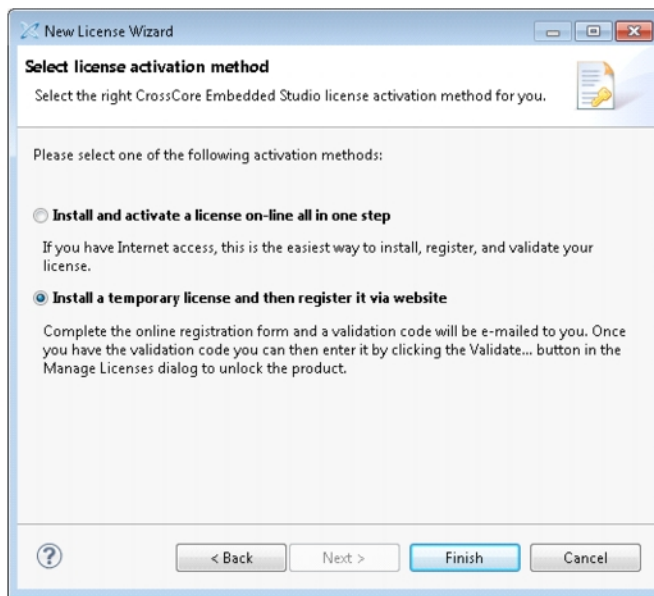 New License Wizard
Select license activation method
Select the right CrossCore Embedded Studio license activation method for you.
Please select one of the following activation methods:
Install and activate a license on-line all in one step
If you have Internet access, this is the easiest way to install, register, and validate your
license.
Install a temporary license and then register it via website
Complete the online registration form and a validation code will be e-mailed to you. Once
you have the validation code you can then enter it by clicking the Validate... button in the
Manage Licenses dialog to unlock the product.
?
< Back
Next >
Finish
Cancel